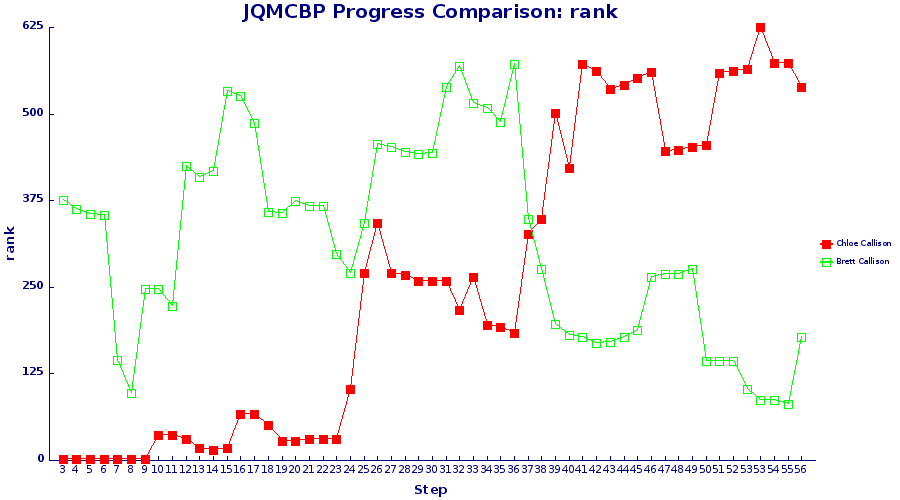 JQMCBP Progress Comparison: rank
625
500
375
250
125
0
rank
3 4 5 6 7 8 9 10 11 12 13 14 15 16 17 18 19 20 21 22 23 24 25 26 27 28 29 30 31 32 33 34 35 36 37 38 39 40 41 42 43 44 45 46 47 48 49 50 51 52 53 54 55 56
Step
Chloe Callison
Brett Callison